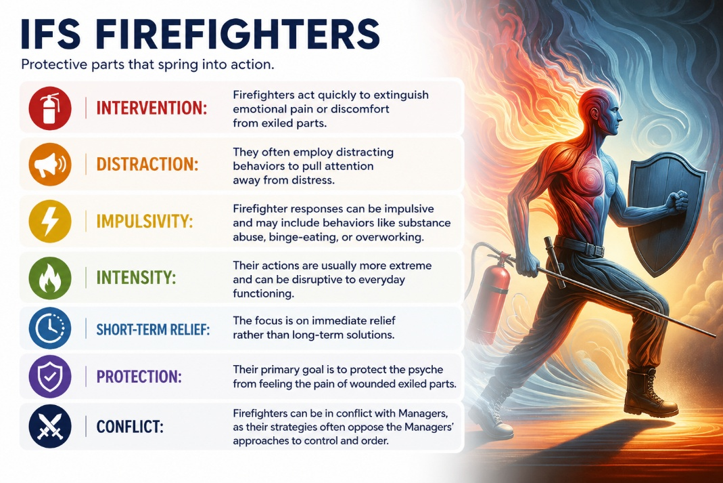 IFS FIREFIGHTERS
Protective parts that spring into action.
INTERVENTION:
Firefighters act quickly to extinguish
emotional pain or discomfort
from exiled parts.
DISTRACTION:
They often employ distracting
behaviors to pull attention
away from distress.
IMPULSIVITY:
Firefighter responses can be impulsive
and may include behaviors like substance
abuse, binge-eating, or overworking.
INTENSITY:
Their actions are usually more extreme
and can be disruptive to everyday
functioning.
SHORT-TERM RELIEF:
The focus is on immediate relief
rather than long-term solutions.
PROTECTION:
Their primary goal is to protect the psyche
from feeling the pain of wounded exiled parts.
CONFLICT:
Firefighters can be in conflict with Managers,
as their strategies often oppose the Managers'
approaches to control and order.